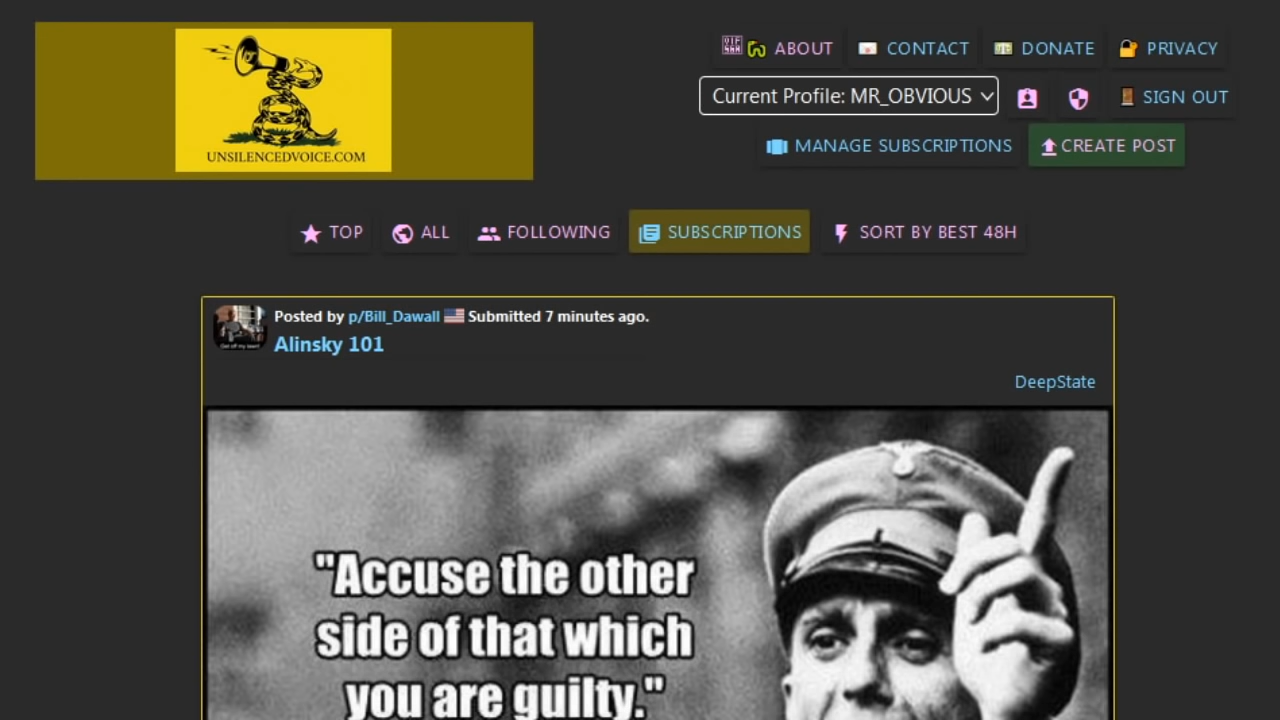 UNSILENCEDVOICE.COM
ABOUT
CONTACT
DONATE
PRIVACY
Current Profile: MR_OBVIOUS
SIGN OUT
MANAGE SUBSCRIPTIONS
CREATE POST
TOP
ALL
FOLLOWING
SUBSCRIPTIONS
SORT BY BEST 48H
Posted by p/Bill_Dawall Submitted 7 minutes ago.
Alinsky 101
DeepState
"Accuse the other
side of that which
you are guilty."